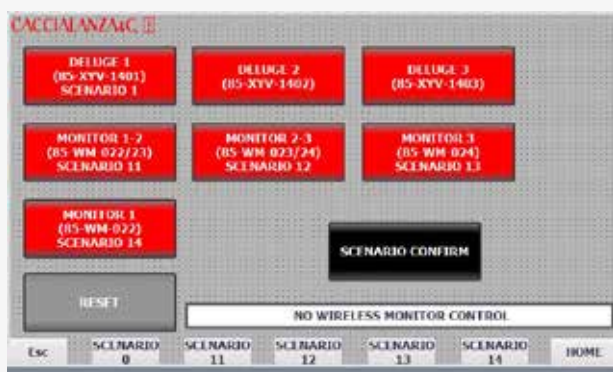 CACCIALANZA&C.
DELUGE 1
(85-XYV-1401)
SCENARIO 1
DELUGE 2
(85-XYV-1402)
DELUGE 3
(85-XYV-1403)
MONITOR 1-2
(85-WM-022/23)
SCENARIO 11
MONITOR 2-3
(85-WM-023/24)
SCENARIO 12
MONITOR 3
(85-WM-024)
SCENARIO 13
MONITOR 1
(85-WM-022)
SCENARIO 14
SCENARIO CONFIRM
RESET
NO WIRELESS MONITOR CONTROL
Esc
SCENARIO
0
SCENARIO
11
SCENARIO
12
SCENARIO
13
SCENARIO
14
HOME